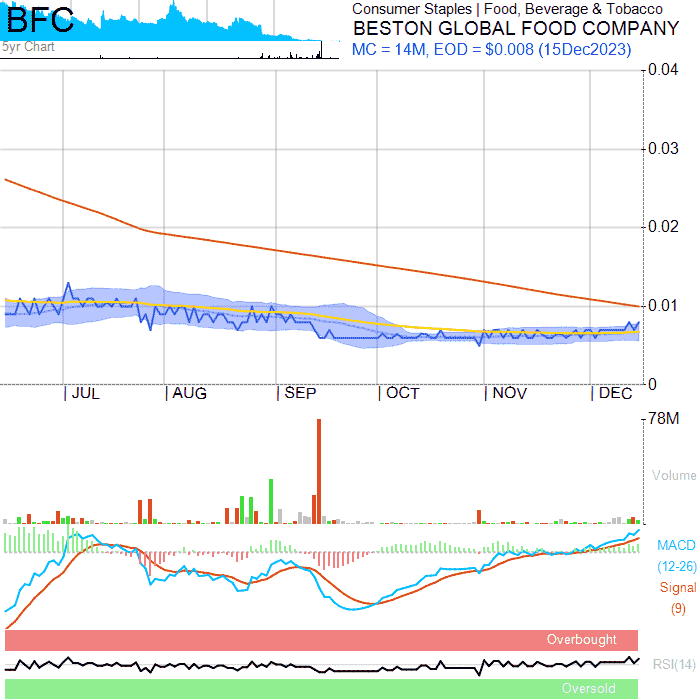 BFC
5yr Chart
Consumer Staples | Food, Beverage & Tobacco
BESTON GLOBAL FOOD COMPANY
MC = 14M, EOD = $0.008 (15Dec2023)
0.04
0.03
0.02
0.01
0
JUL AUG SEP OCT NOV DEC
78M
Volume
MACD
(12-26)
Signal
(9)
Overbought
RSI(14)
Oversold